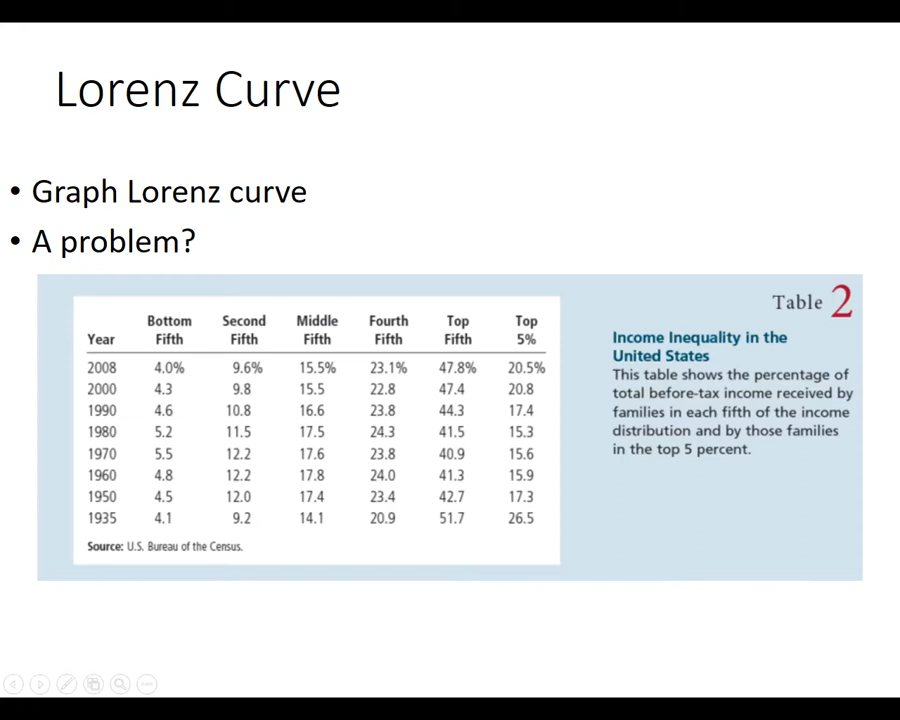 Lorenz Curve
• Graph Lorenz curve
• A problem?
Table 2
Bottom Second Middle Fourth Top Top
Year Fifth Fifth Fifth Fifth Fifth 5%
2008 4.0% 9.6% 15.5% 23.1% 47.8% 20.5%
2000 4.3 9.8 15.5 22.8 47.4 20.8
1990 4.6 10.8 16.6 23.8 44.3 17.4
1980 5.2 11.5 17.5 24.3 41.5 15.3
1970 5.5 12.2 17.6 23.8 40.9 15.6
1960 4.8 12.2 17.8 24.0 41.3 15.9
1950 4.5 12.0 17.4 23.4 42.7 17.3
1935 4.1 9.2 14.1 20.9 51.7 26.5
Source: U.S. Bureau of the Census.
Income Inequality in the
United States
This table shows the percentage of
total before-tax income received by
families in each fifth of the income
distribution and by those families
in the top 5 percent.